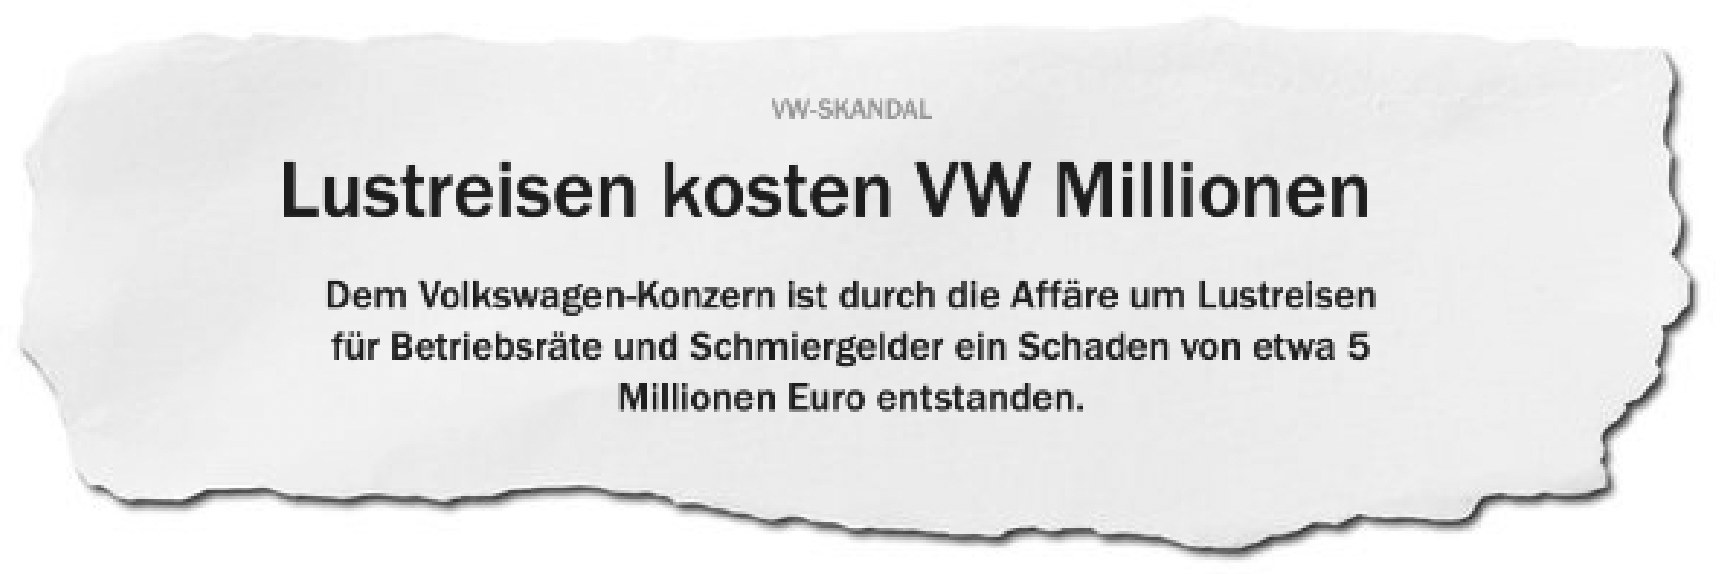 VW-SKANDAL
Lustreisen kosten VW Millionen
Dem Volkswagen-Konzern ist durch die Affäre um Lustreisen
für Betriebsräte und Schmiergelder ein Schaden von etwa 5
Millionen Euro entstanden.